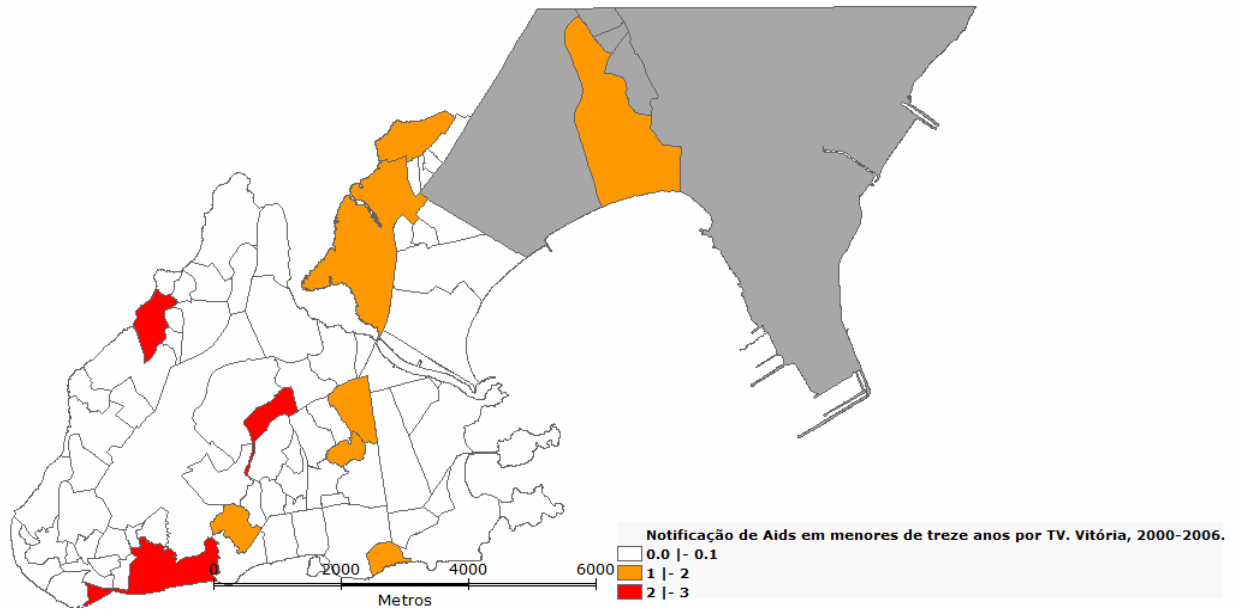 Notificação de Aids em menores de treze anos por TV. Vitória, 2000-2006.
0.0 |- 0.1
1 |- 2
2 |- 3
0 2000 4000 6000
Metros